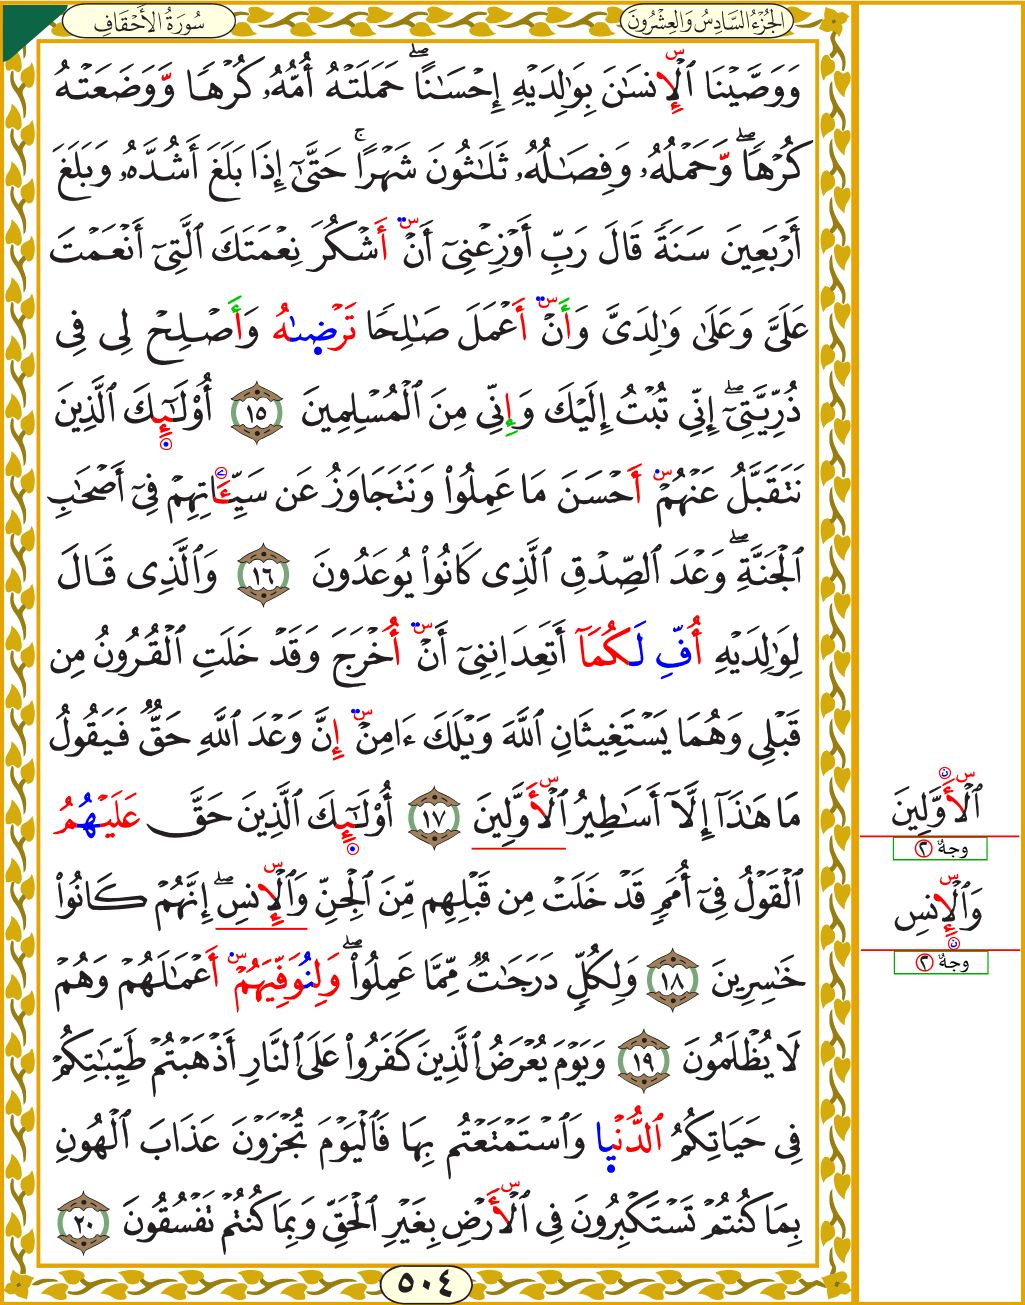 الجُزْءُ السَّادِسُ وَالعِشْرُونَ
سُورَةُ الأَحْقَافِ
وَوَصَّيْنَا ٱلْإِنسَٰنَ بِوَٰلِدَيْهِ إِحْسَٰنًاۖ حَمَلَتْهُ أُمُّهُۥ كُرْهًا وَّوَضَعَتْهُ
كُرْهًاۖ وَّحَمْلُهُۥ وَفِصَٰلُهُۥ ثَلَٰثُونَ شَهْرًاۚ حَتَّىٰٓ إِذَا بَلَغَ أَشُدَّهُۥ وَبَلَغَ
أَرْبَعِينَ سَنَةً قَالَ رَبِّ أَوْزِعْنِىٓ أَنْ أَشْكُرَ نِعْمَتَكَ ٱلَّتِىٓ أَنْعَمْتَ
عَلَىَّ وَعَلَىٰ وَٰلِدَىَّ وَأَنْ أَعْمَلَ صَٰلِحًا تَرْضَىٰهُ وَأَصْلِحْ لِى فِى
ذُرِّيَّتِىٓۖ إِنِّى تُبْتُ إِلَيْكَ وَإِنِّى مِنَ ٱلْمُسْلِمِينَ ١٥ أُوْلَٰٓئِكَ ٱلَّذِينَ
نَتَقَبَّلُ عَنْهُمْ أَحْسَنَ مَا عَمِلُوا۟ وَنَتَجَاوَزُ عَن سَيِّـَٔاتِهِمْ فِىٓ أَصْحَٰبِ
ٱلْجَنَّةِۖ وَعْدَ ٱلصِّدْقِ ٱلَّذِى كَانُوا۟ يُوعَدُونَ ١٦ وَٱلَّذِى قَالَ
لِوَٰلِدَيْهِ أُفِّ لَكُمَآ أَتَعِدَانِنِىٓ أَنْ أُخْرَجَ وَقَدْ خَلَتِ ٱلْقُرُونُ مِن
قَبْلِى وَهُمَا يَسْتَغِيثَانِ ٱللَّهَ وَيْلَكَ ءَامِنْ إِنَّ وَعْدَ ٱللَّهِ حَقٌّ فَيَقُولُ
مَا هَٰذَآ إِلَّآ أَسَٰطِيرُ ٱلْأَوَّلِينَ ١٧ أُوْلَٰٓئِكَ ٱلَّذِينَ حَقَّ عَلَيْهُمُ
ٱلْقَوْلُ فِىٓ أُمَمٍ قَدْ خَلَتْ مِن قَبْلِهِم مِّنَ ٱلْجِنِّ وَٱلْإِنسِۖ إِنَّهُمْ كَانُوا۟
خَٰسِرِينَ ١٨ وَلِكُلٍّ دَرَجَٰتٌ مِّمَّا عَمِلُوا۟ۖ وَلِنُوَفِّيَهُمْ أَعْمَٰلَهُمْ وَهُمْ
لَا يُظْلَمُونَ ١٩ وَيَوْمَ يُعْرَضُ ٱلَّذِينَ كَفَرُوا۟ عَلَى ٱلنَّارِ أَذْهَبْتُمْ طَيِّبَٰتِكُمْ
فِى حَيَاتِكُمُ ٱلدُّنْيَا وَٱسْتَمْتَعْتُم بِهَا فَٱلْيَوْمَ تُجْزَوْنَ عَذَابَ ٱلْهُونِ
بِمَا كُنتُمْ تَسْتَكْبِرُونَ فِى ٱلْأَرْضِ بِغَيْرِ ٱلْحَقِّ وَبِمَا كُنتُمْ تَفْسُقُونَ ٢٠
ٱلْأَوَّلِينَ
وجهٌ ٢
وَٱلْإِنسِ
وجهٌ ٢
٥٠٤